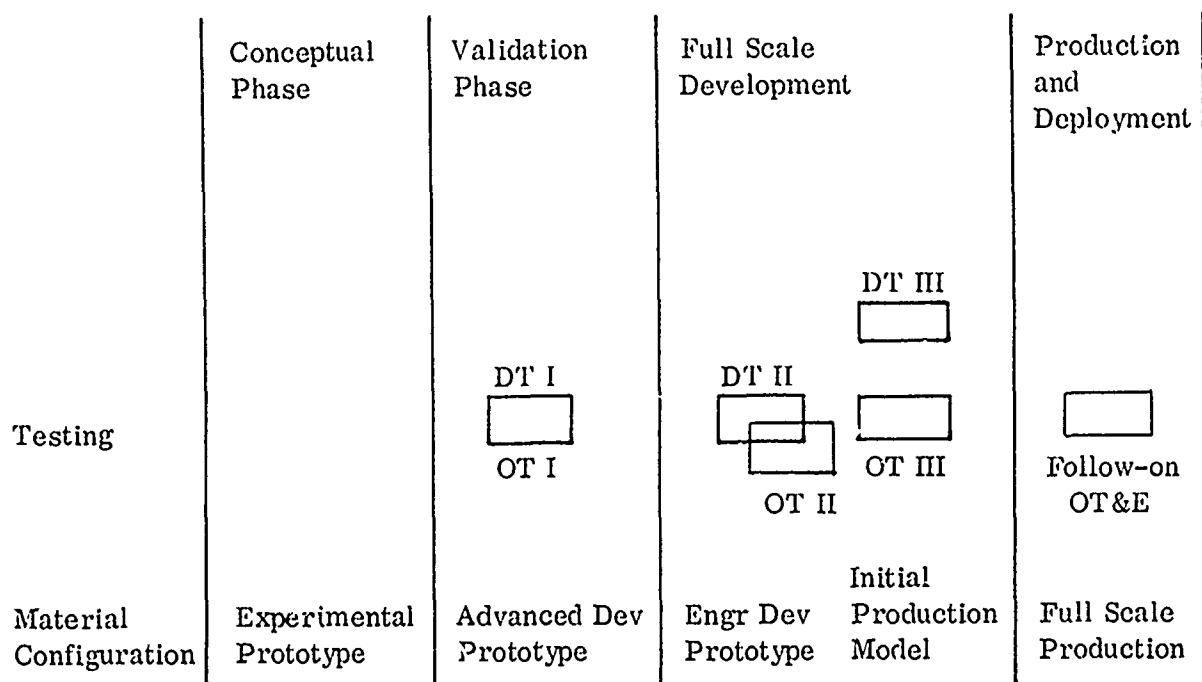 Conceptual
Phase
Validation
Phase
Full Scale
Development
Production
and
Deployment
DT III
DT I
DT II
Testing
OT I
OT III
Follow-on
OT II
OT&E
Initial
Material
Experimental
Advanced Dev
Engr Dev
Production
Full Scale
Configuration
Prototype
Prototype
Prototype
Model
Production